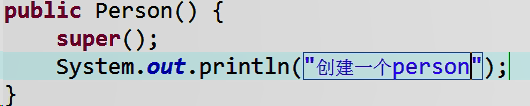 public Person() {
super();
System.out.println("创建一个person");
}